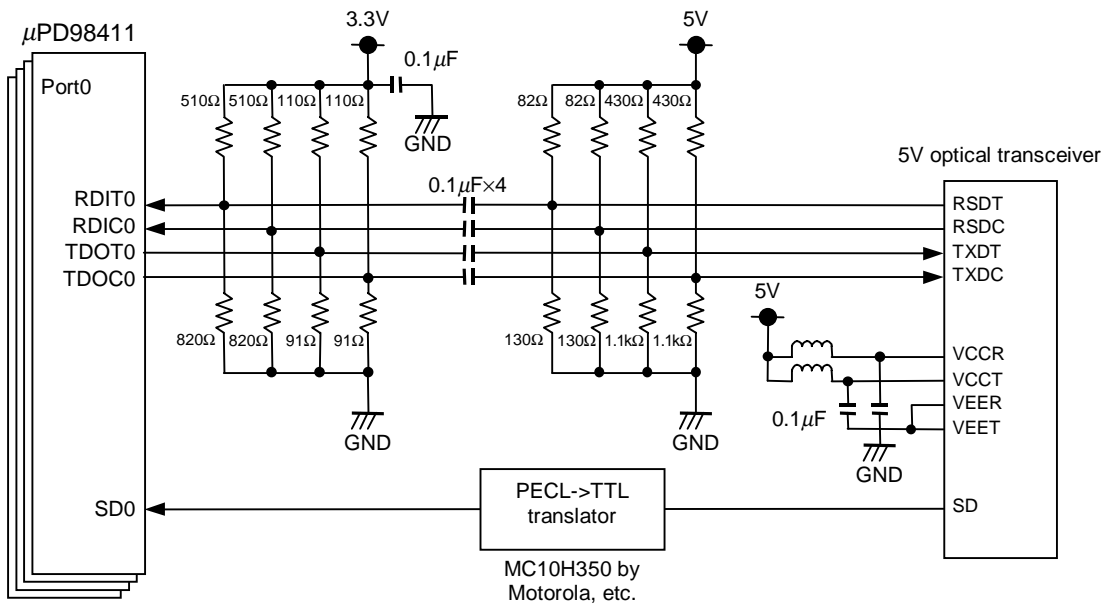 μPD98411
Port0
3.3V
0.1μF
510Ω 510Ω 110Ω 110Ω
GND
5V
82Ω 82Ω 430Ω 430Ω
5V optical transceiver
0.1μF×4
RDIT0
RDIC0
TDOT0
TDOC0
RSDT
RSDC
TXDT
TXDC
820Ω 820Ω 91Ω 91Ω
GND
130Ω 130Ω 1.1kΩ 1.1kΩ
GND
5V
0.1μF
GND
VCCR
VCCT
VEER
VEET
SD0
PECL->TTL
translator
SD
MC10H350 by
Motorola, etc.